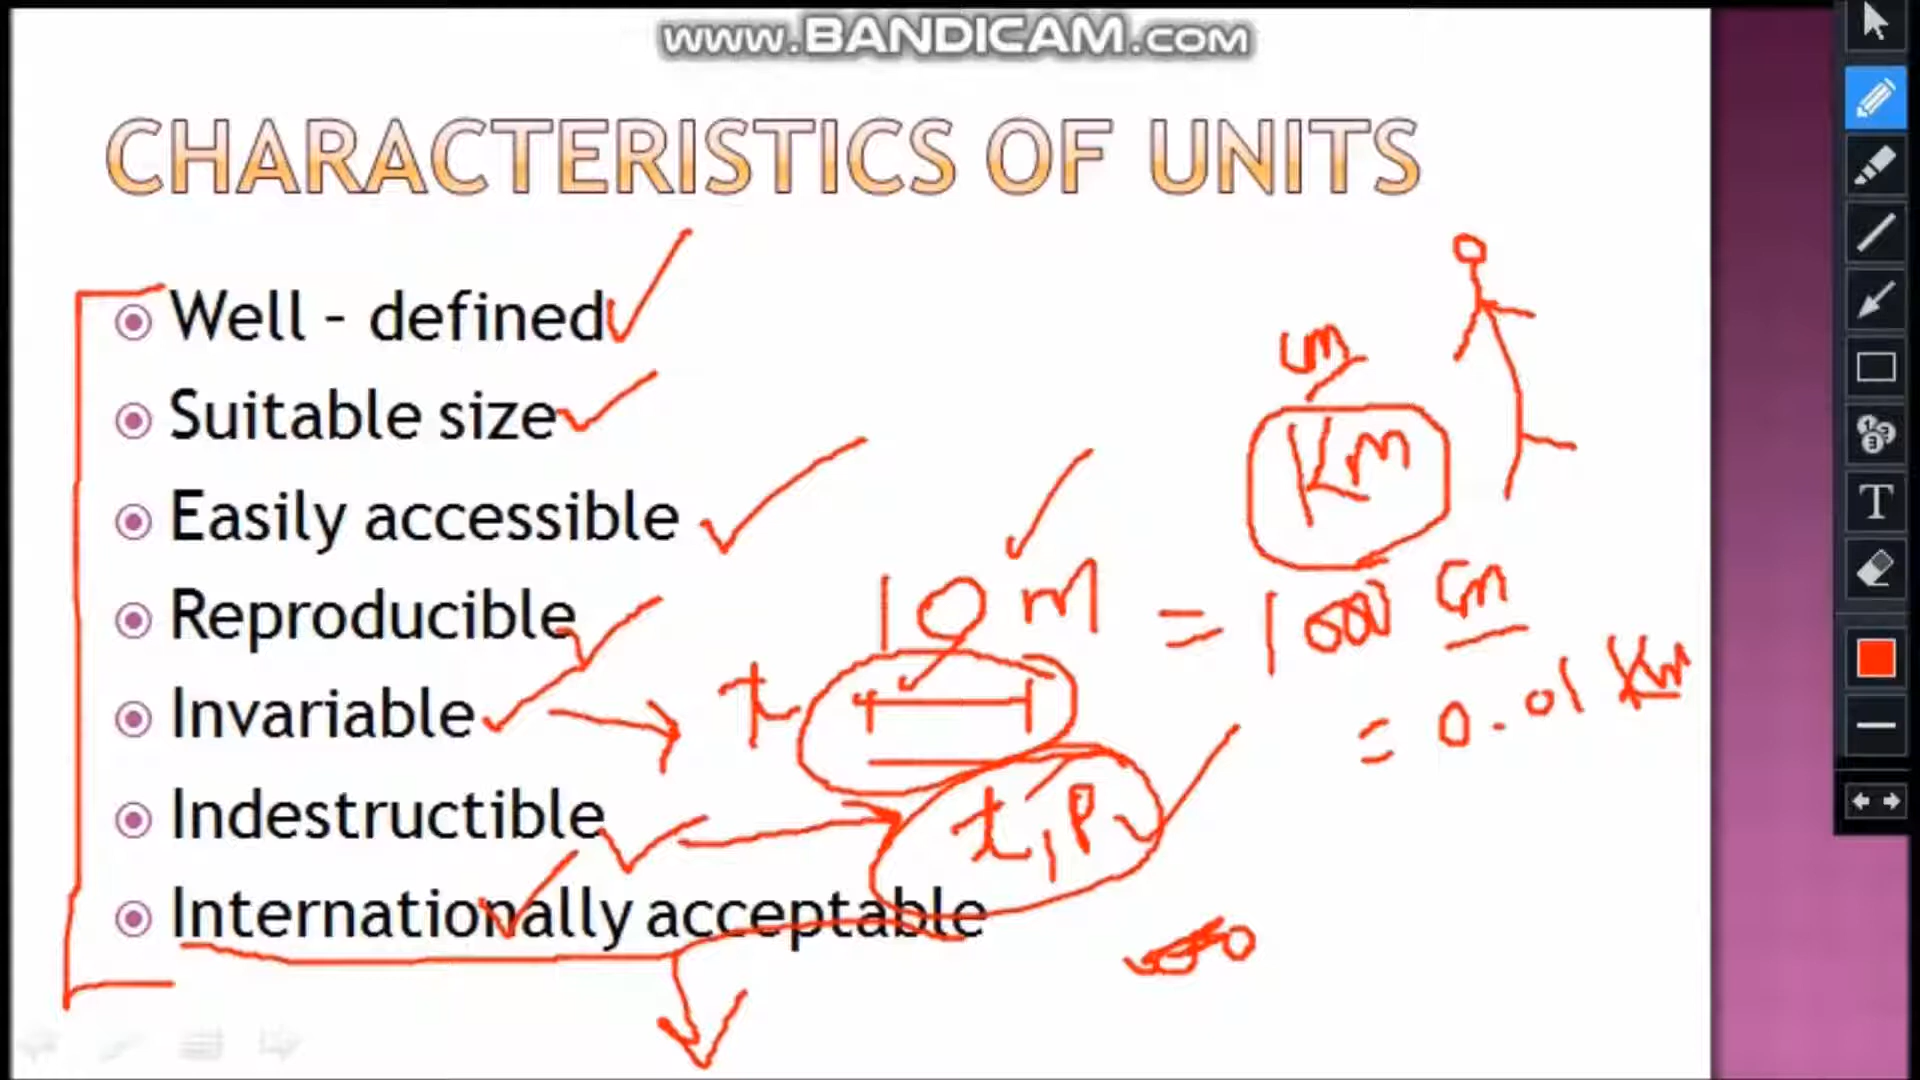 www.BANDICAM.com
CHARACTERISTICS OF UNITS
Well - defined
Suitable size
Easily accessible
Reproducible
Invariable
Indestructible
Internationally acceptable
cm
Km
10 m = 1000 cm
= 0.01 Km
t
t, P
T